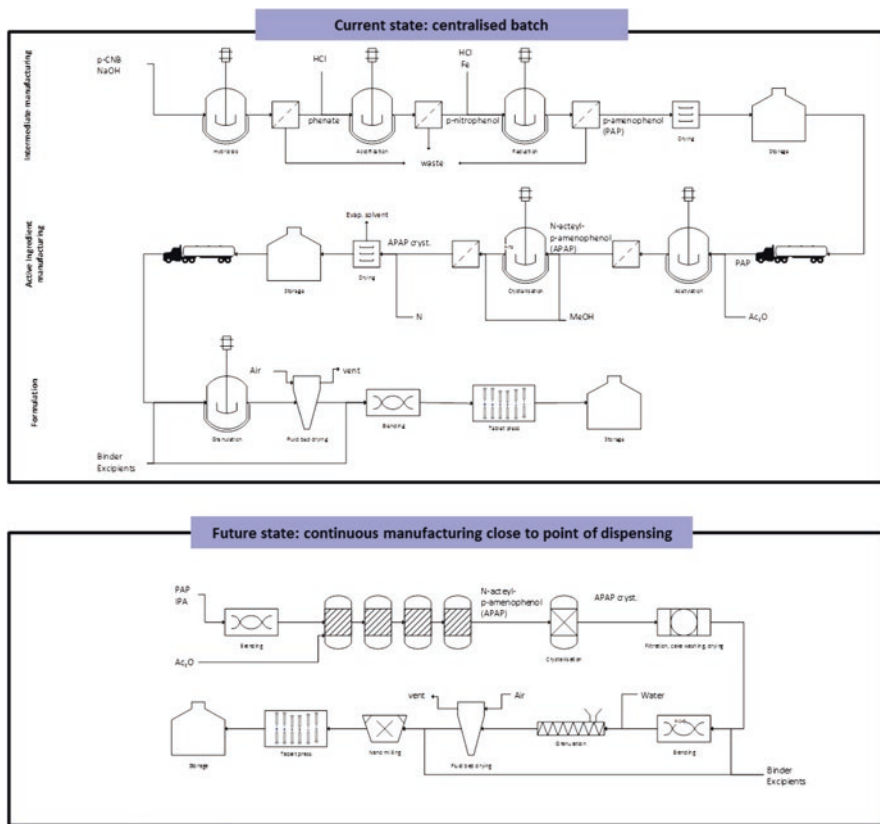 Current state: centralised batch
Intermediate manufacturing
p-CNB
NaOH
HCl
HCl
Fe
phenate
p-nitrophenol
p-amenophenol
(PAP)
Hydrolosis
Acidification
Reduction
Drying
Storage
waste
Active ingredient
manufacturing
Evap. solvent
APAP cryst.
N-acteyl-
p-amenophenol
(APAP)
PAP
Storage
Drying
Crystalisation
Acetylation
N
MeOH
Ac₂O
Formulation
Air
vent
Granulation
Fluid bed drying
Blending
Tablet press
Storage
Binder
Excipients
Future state: continuous manufacturing close to point of dispensing
PAP
IPA
N-acteyl-
p-amenophenol
(APAP)
APAP cryst.
Blending
Crystalisation
Filtration, cake washing, drying
Ac₂O
vent
Air
Water
Storage
Tablet press
Nano milling
Fluid bed drying
Granulation
Blending
Binder
Excipients